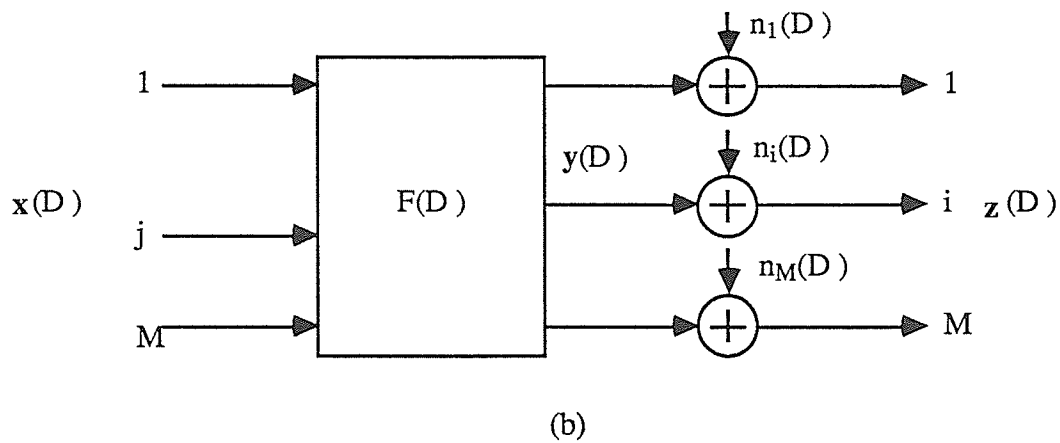 n₁(D )
1
1
y(D )
nᵢ(D )
x(D )
F(D )
i
z (D )
j
n_M(D )
M
M
(b)